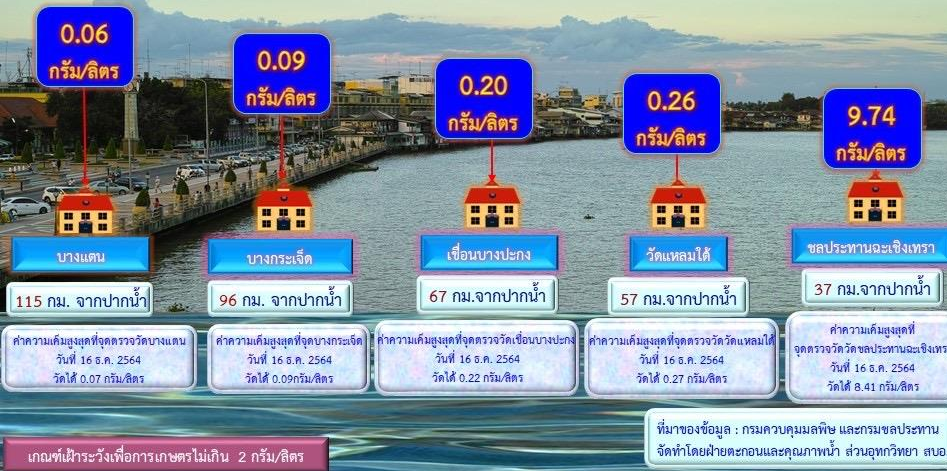 0.06
กรัม/ลิตร
0.09
กรัม/ลิตร
0.20
กรัม/ลิตร
0.26
กรัม/ลิตร
9.74
กรัม/ลิตร
บางแตน
บางกระเจ็ด
เขื่อนบางปะกง
วัดแหลมใต้
ชลประทานฉะเชิงเทรา
115 กม. จากปากน้ำ
96 กม. จากปากน้ำ
67 กม.จากปากน้ำ
57 กม.จากปากน้ำ
37 กม.จากปากน้ำ
ค่าความเค็มสูงสุดที่จุดตรวจวัดบางแตน
วันที่ 16 ธ.ค. 2564
วัดได้ 0.07 กรัม/ลิตร
ค่าความเค็มสูงสุดที่จุดบางกระเจ็ด
วันที่ 16 ธ.ค. 2564
วัดได้ 0.09กรัม/ลิตร
ค่าความเค็มสูงสุดที่จุดตรวจวัดเขื่อนบางปะกง
วันที่ 16 ธ.ค. 2564
วัดได้ 0.22 กรัม/ลิตร
ค่าความเค็มสูงสุดที่จุดตรวจวัดวัดแหลมใต้
วันที่ 16 ธ.ค. 2564
วัดได้ 0.27 กรัม/ลิตร
ค่าความเค็มสูงสุดที่
จุดตรวจวัดวัดชลประทานฉะเชิงเทร
วันที่ 16 ธ.ค. 2564
วัดได้ 8.41 กรัม/ลิตร
ที่มาของข้อมูล : กรมควบคุมมลพิษ และกรมชลประทาน
จัดทำโดยฝ่ายตะกอนและคุณภาพน้ำ ส่วนอุทกวิทยา สบอ
เกณฑ์เฝ้าระวังเพื่อการเกษตรไม่เกิน 2 กรัม/ลิตร